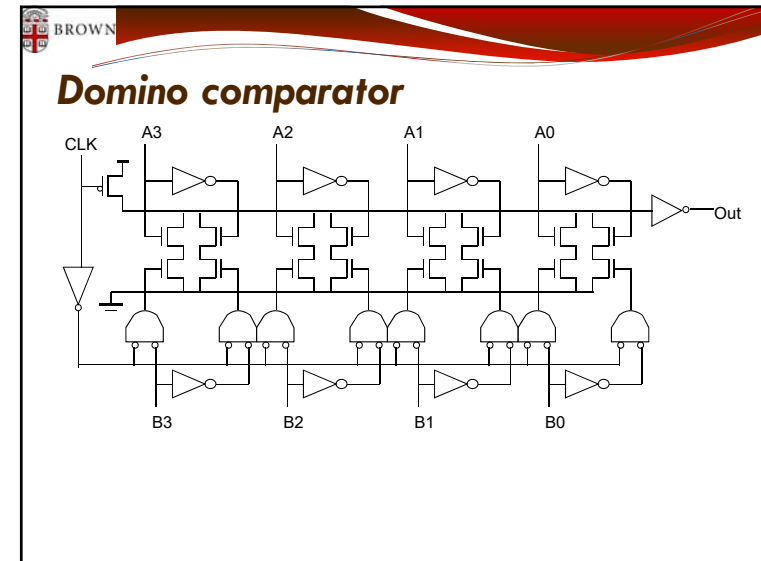 BROWN
Domino comparator
A3 A2 A1 A0
CLK
Out
B3 B2 B1 B0